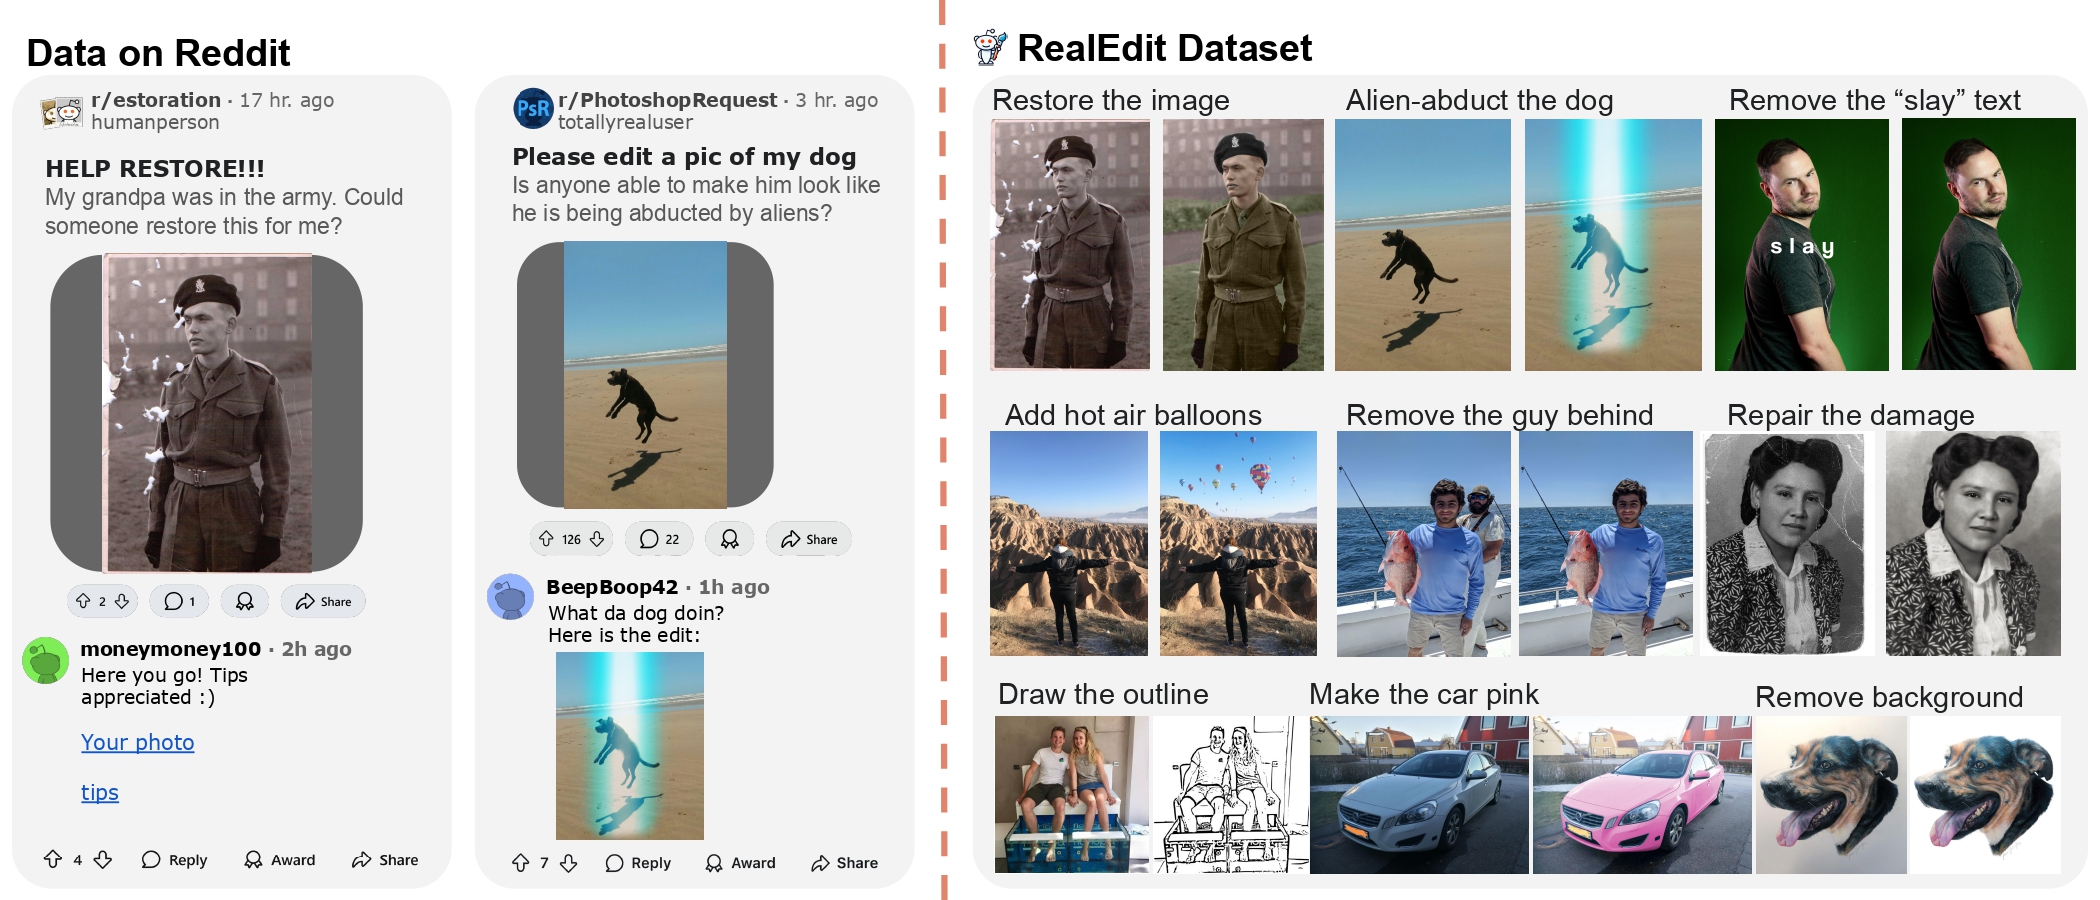 Data on Reddit
r/estoration · 17 hr. ago
humanperson
HELP RESTORE!!!
My grandpa was in the army. Could
someone restore this for me?
2
1
Share
moneymoney100 · 2h ago
Here you go! Tips
appreciated :)
Your photo
tips
4
Reply
Award
Share
PsR
r/PhotoshopRequest · 3 hr. ago
totallyrealuser
Please edit a pic of my dog
Is anyone able to make him look like
he is being abducted by aliens?
126
22
Share
BeepBoop42 · 1h ago
What da dog doin?
Here is the edit:
7
Reply
Award
Share
RealEdit Dataset
Restore the image
Alien-abduct the dog
Remove the “slay” text
slay
Add hot air balloons
Remove the guy behind
Repair the damage
Draw the outline
Make the car pink
Remove background